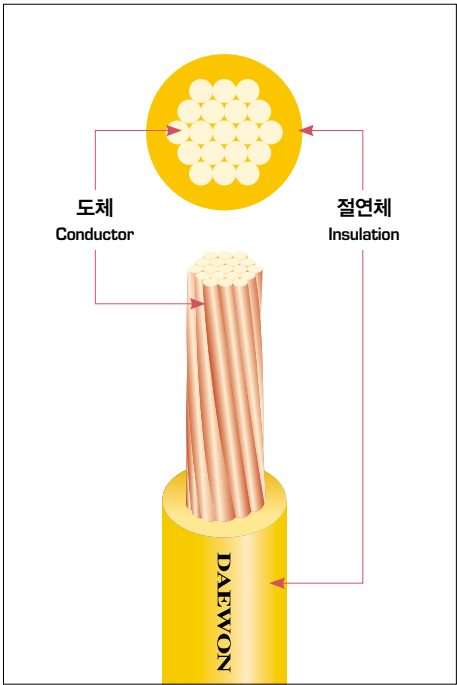 도체
Conductor
절연체
Insulation
DAEWON